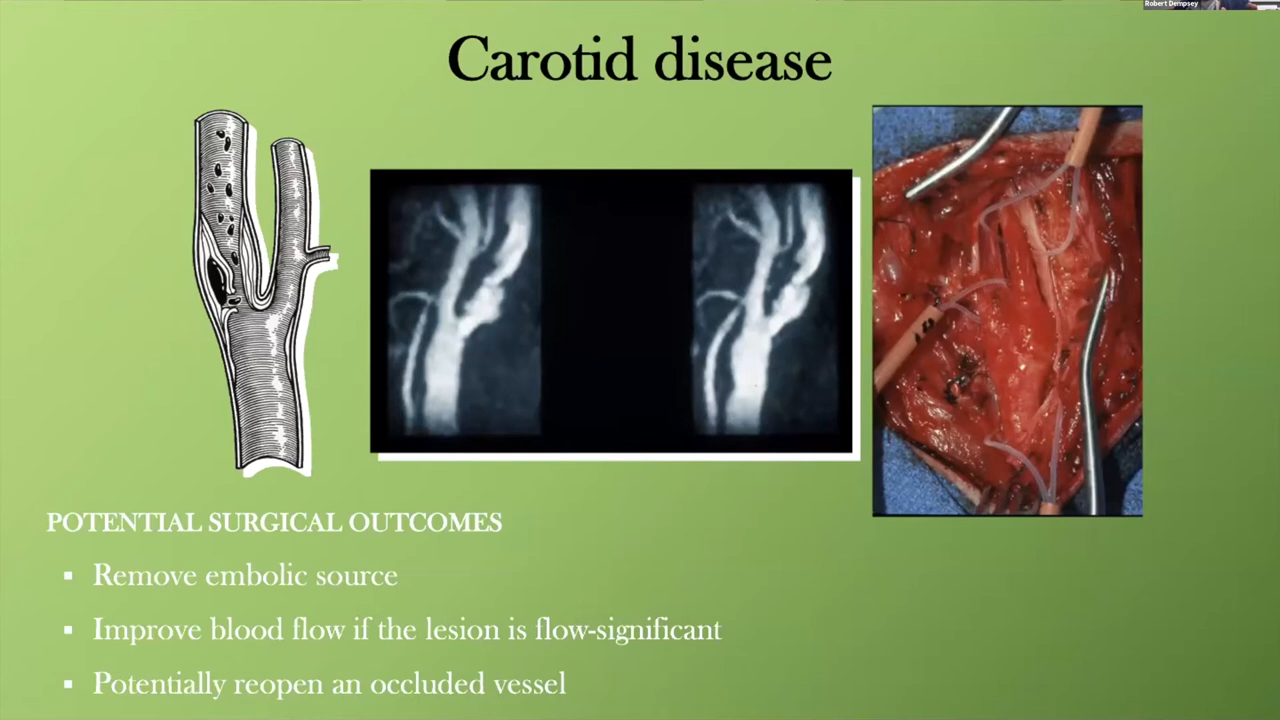 Robert Dempsey
Carotid disease
POTENTIAL SURGICAL OUTCOMES
▪ Remove embolic source
▪ Improve blood flow if the lesion is flow-significant
▪ Potentially reopen an occluded vessel